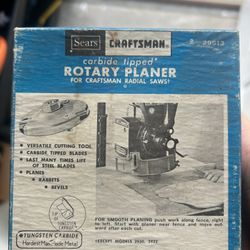 Sears CRAFTSMAN 9 29513
carbide tipped
ROTARY PLANER
FOR CRAFTSMAN RADIAL SAWS†
• VERSATILE CUTTING TOOL
• CARBIDE TIPPED BLADES
• LAST MANY TIMES LIFE
OF STEEL BLADES
• PLANES
• RABBETS
• BEVELS
TUNGSTEN
CARBIDE
TUNGSTEN CARBIDE
Hardest Man-Made Metal
FOR SMOOTH PLANING push work along fence, right
to left. Start with planer near fence and move out-
ward after each cut.
†EXCEPT MODELS